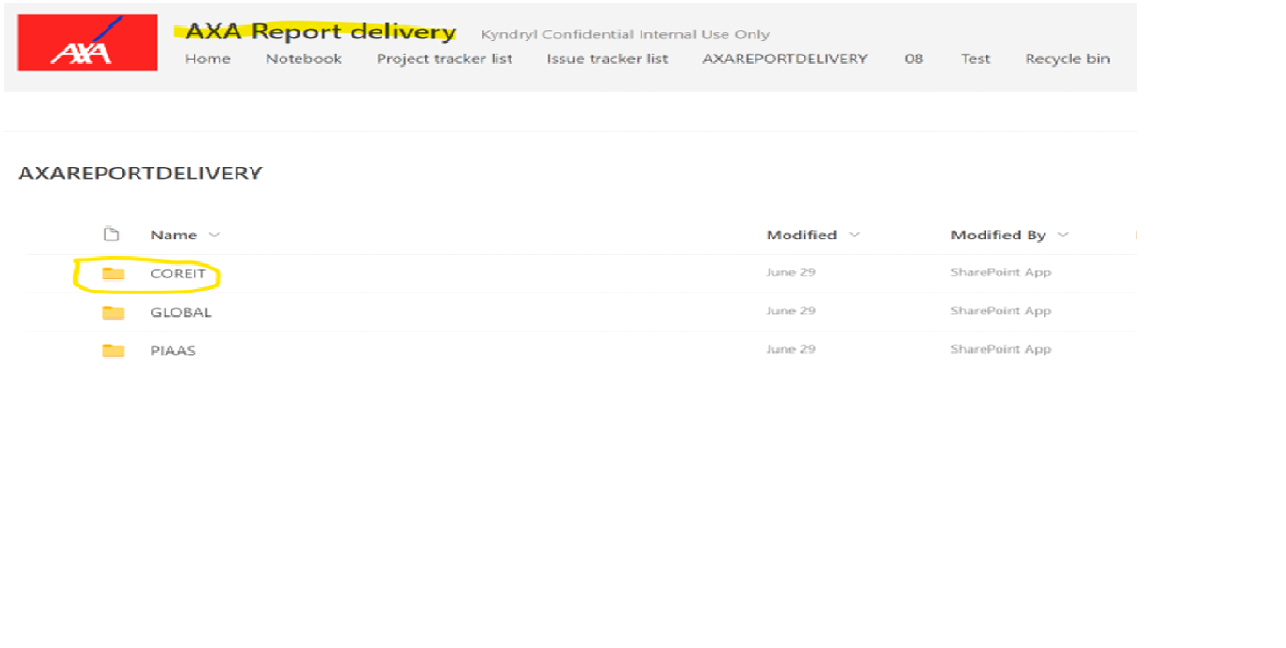 AXA
AXA Report delivery Kyndryl Confidential Internal Use Only
Home Notebook Project tracker list Issue tracker list AXAREPORTDELIVERY 08 Test Recycle bin
AXAREPORTDELIVERY
Name Modified Modified By
COREIT June 29 SharePoint App
GLOBAL June 29 SharePoint App
PIAAS June 29 SharePoint App